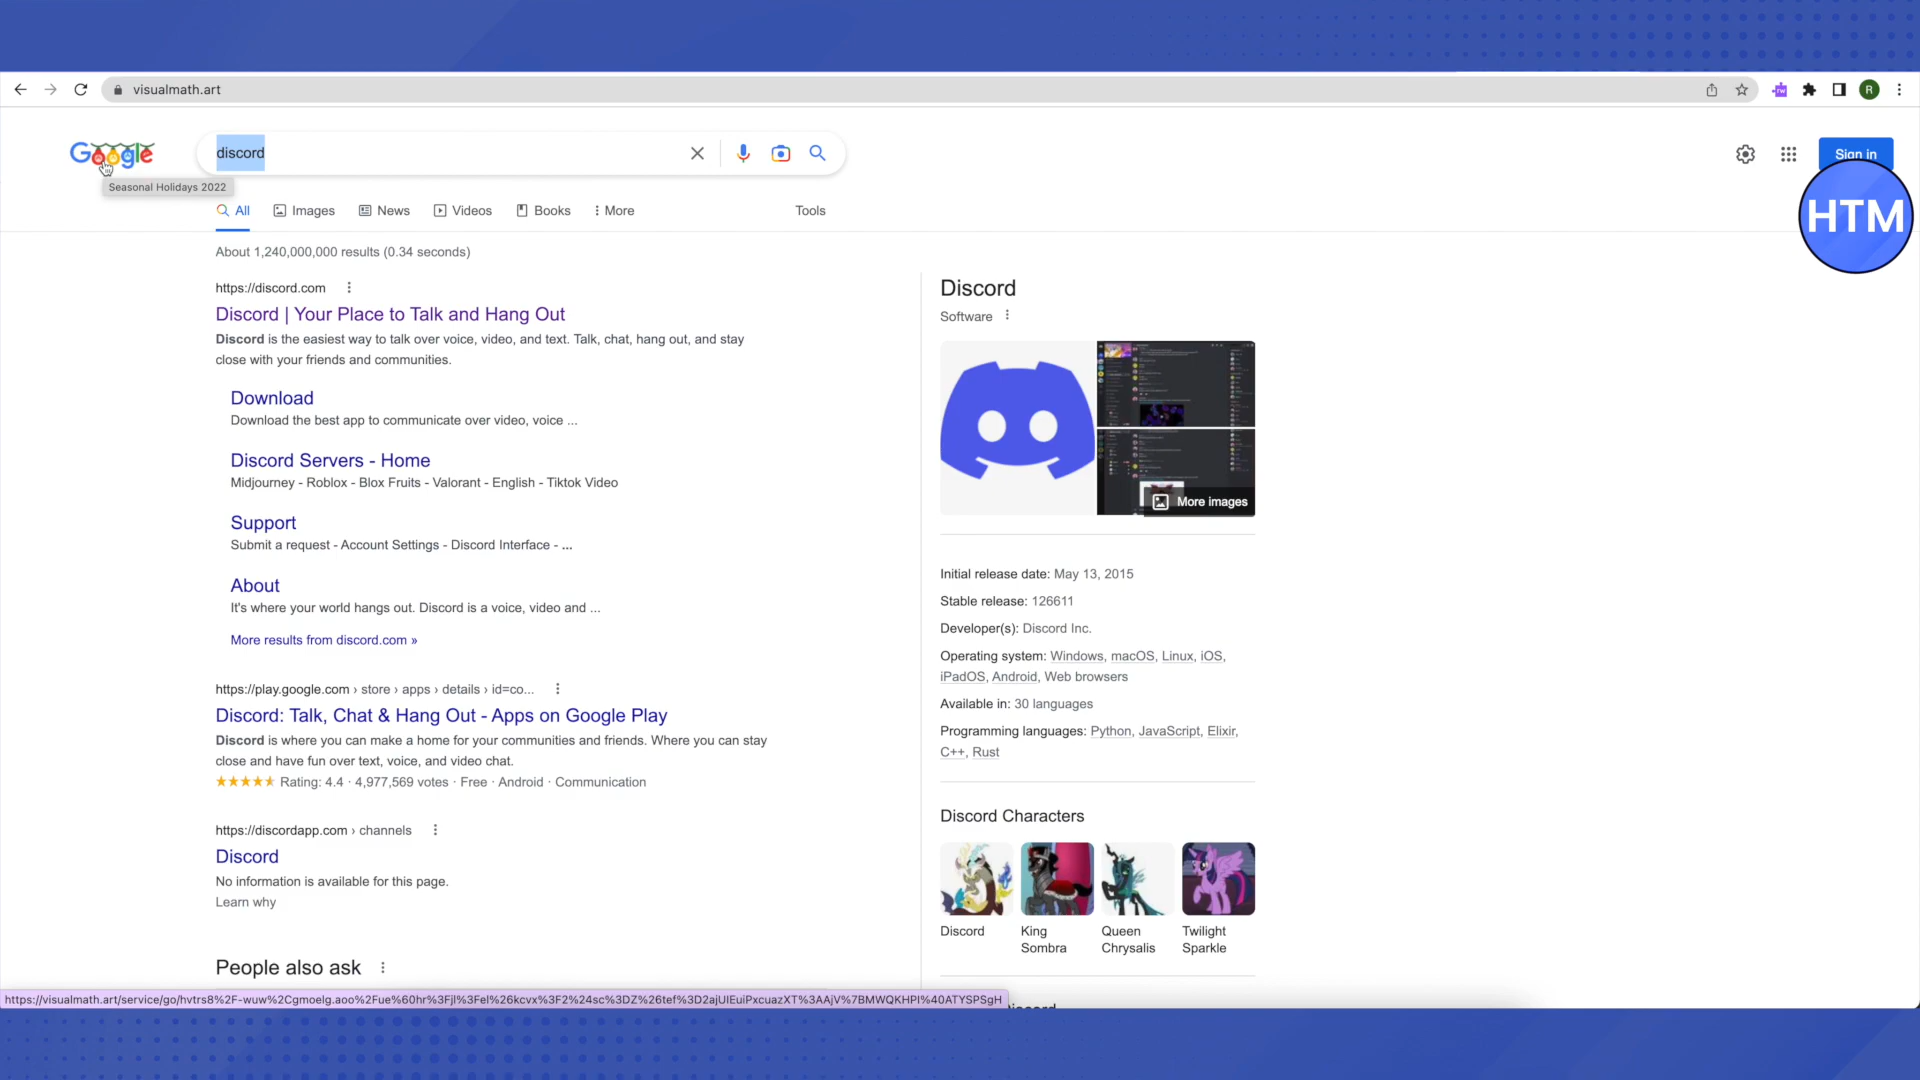 visualmath.art
R
Google
discord
Sign in
Seasonal Holidays 2022
HTM
All
Images
News
Videos
Books
More
Tools
About 1,240,000,000 results (0.34 seconds)
https://discord.com
Discord | Your Place to Talk and Hang Out
Discord is the easiest way to talk over voice, video, and text. Talk, chat, hang out, and stay
close with your friends and communities.
Download
Download the best app to communicate over video, voice ...
Discord Servers - Home
Midjourney - Roblox - Blox Fruits - Valorant - English - Tiktok Video
Support
Submit a request - Account Settings - Discord Interface - ...
About
It's where your world hangs out. Discord is a voice, video and ...
More results from discord.com »
https://play.google.com › store › apps › details › id=co...
Discord: Talk, Chat & Hang Out - Apps on Google Play
Discord is where you can make a home for your communities and friends. Where you can stay
close and have fun over text, voice, and video chat.
Rating: 4.4 · 4,977,569 votes · Free · Android · Communication
https://discordapp.com › channels
Discord
No information is available for this page.
Learn why
People also ask
Discord
Software
More images
Initial release date: May 13, 2015
Stable release: 126611
Developer(s): Discord Inc.
Operating system: Windows, macOS, Linux, iOS,
iPadOS, Android, Web browsers
Available in: 30 languages
Programming languages: Python, JavaScript, Elixir,
C++, Rust
Discord Characters
Discord
King
Sombra
Queen
Chrysalis
Twilight
Sparkle
https://visualmath.art/service/go/hvtrs8%2F-wuw%2Cgmoelg.aoo%2Fue%60hr%3Fjl%3Fel%26kcvx%3F2%24sc%3DZ%26tef%3D2ajUIEuiPxcuazXT%3AAjV%7BMWQKHPI%40ATYSPSgH